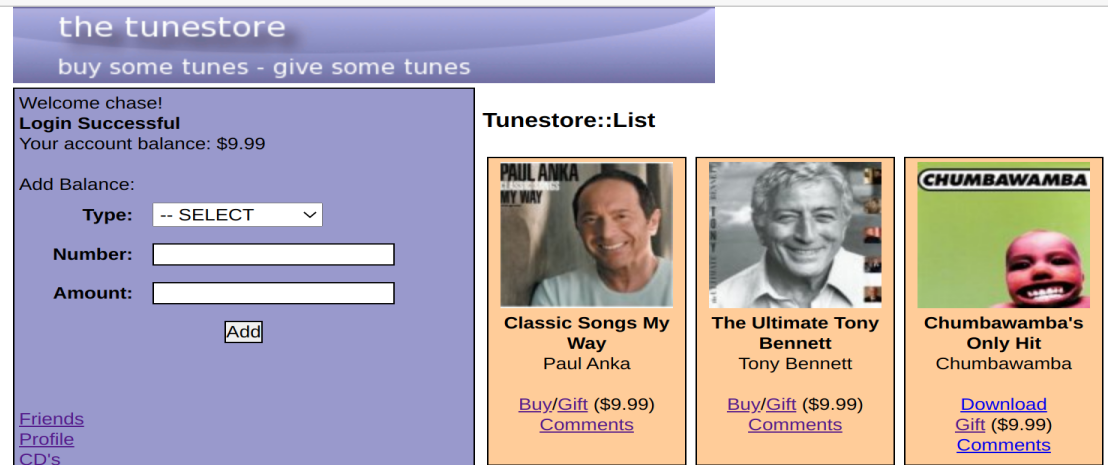 the tunestore
buy some tunes - give some tunes
Welcome chase!
Login Successful
Your account balance: $9.99
Add Balance:
Type: -- SELECT
Number:
Amount:
Add
Friends
Profile
CD's
Tunestore::List
PAUL ANKA
CLASSIC SONGS
MY WAY
Classic Songs My
Way
Paul Anka
Buy/Gift ($9.99)
Comments
The Ultimate Tony
Bennett
Tony Bennett
Buy/Gift ($9.99)
Comments
CHUMBAWAMBA
Chumbawamba's
Only Hit
Chumbawamba
Download
Gift ($9.99)
Comments